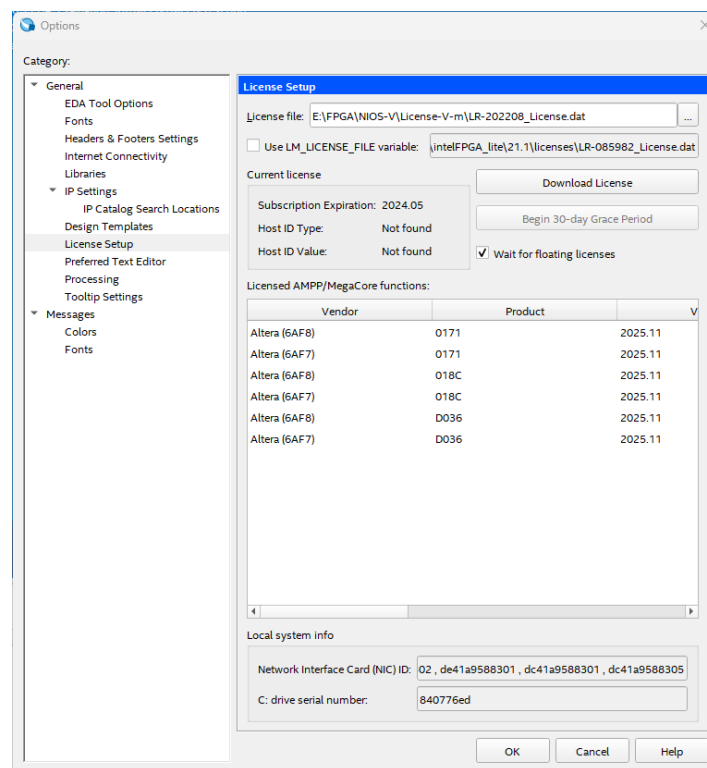 Options
Category:
General
EDA Tool Options
Fonts
Headers & Footers Settings
Internet Connectivity
Libraries
IP Settings
IP Catalog Search Locations
Design Templates
License Setup
Preferred Text Editor
Processing
Tooltip Settings
Messages
Colors
Fonts
License Setup
License file: E:\FPGA\NIOS-V\License-V-m\LR-202208_License.dat ...
Use LM_LICENSE_FILE variable: \intelFPGA_lite\21.1\licenses\LR-085982_License.dat
Current license
Subscription Expiration: 2024.05
Host ID Type: Not found
Host ID Value: Not found
Download License
Begin 30-day Grace Period
Wait for floating licenses
Licensed AMPP/MegaCore functions:
Vendor Product V
Altera (6AF8) 0171 2025.11
Altera (6AF7) 0171 2025.11
Altera (6AF8) 018C 2025.11
Altera (6AF7) 018C 2025.11
Altera (6AF8) D036 2025.11
Altera (6AF7) D036 2025.11
Local system info
Network Interface Card (NIC) ID: 02 , de41a9588301 , dc41a9588301 , dc41a9588305
C: drive serial number: 840776ed
OK Cancel Help